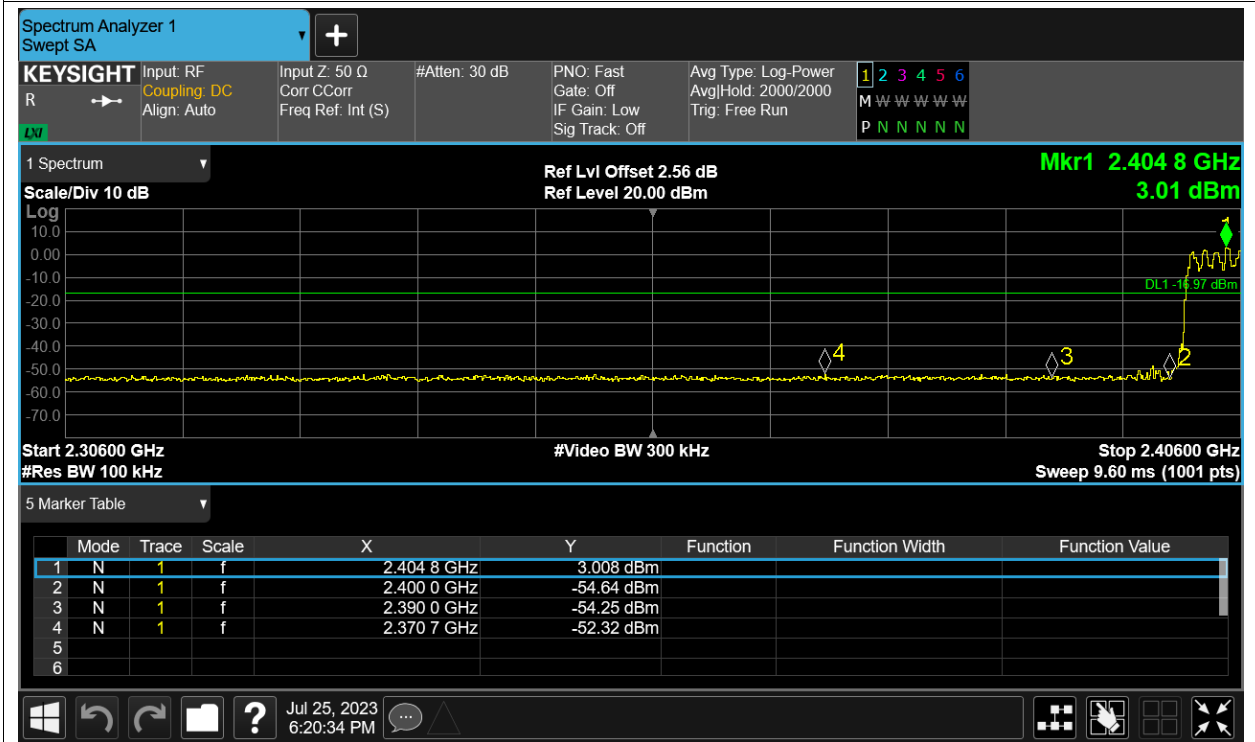 Spectrum Analyzer 1
Swept SA
KEYSIGHT
R
LXI
Input: RF
Coupling: DC
Align: Auto
Input Z: 50 Ω
Corr CCorr
Freq Ref: Int (S)
#Atten: 30 dB
PNO: Fast
Gate: Off
IF Gain: Low
Sig Track: Off
Avg Type: Log-Power
Avg|Hold: 2000/2000
Trig: Free Run
1 2 3 4 5 6
M W W W W W
P N N N N N
1 Spectrum
Scale/Div 10 dB
Ref Lvl Offset 2.56 dB
Ref Level 20.00 dBm
Mkr1 2.404 8 GHz
3.01 dBm
Log
10.0
0.00
-10.0
-20.0
-30.0
-40.0
-50.0
-60.0
-70.0
1
DL1 -16.97 dBm
4
3
2
Start 2.30600 GHz
#Video BW 300 kHz
Stop 2.40600 GHz
#Res BW 100 kHz
Sweep 9.60 ms (1001 pts)
5 Marker Table
Mode Trace Scale X Y Function Function Width Function Value
1 N 1 f 2.404 8 GHz 3.008 dBm
2 N 1 f 2.400 0 GHz -54.64 dBm
3 N 1 f 2.390 0 GHz -54.25 dBm
4 N 1 f 2.370 7 GHz -52.32 dBm
5
6
?
Jul 25, 2023
6:20:34 PM